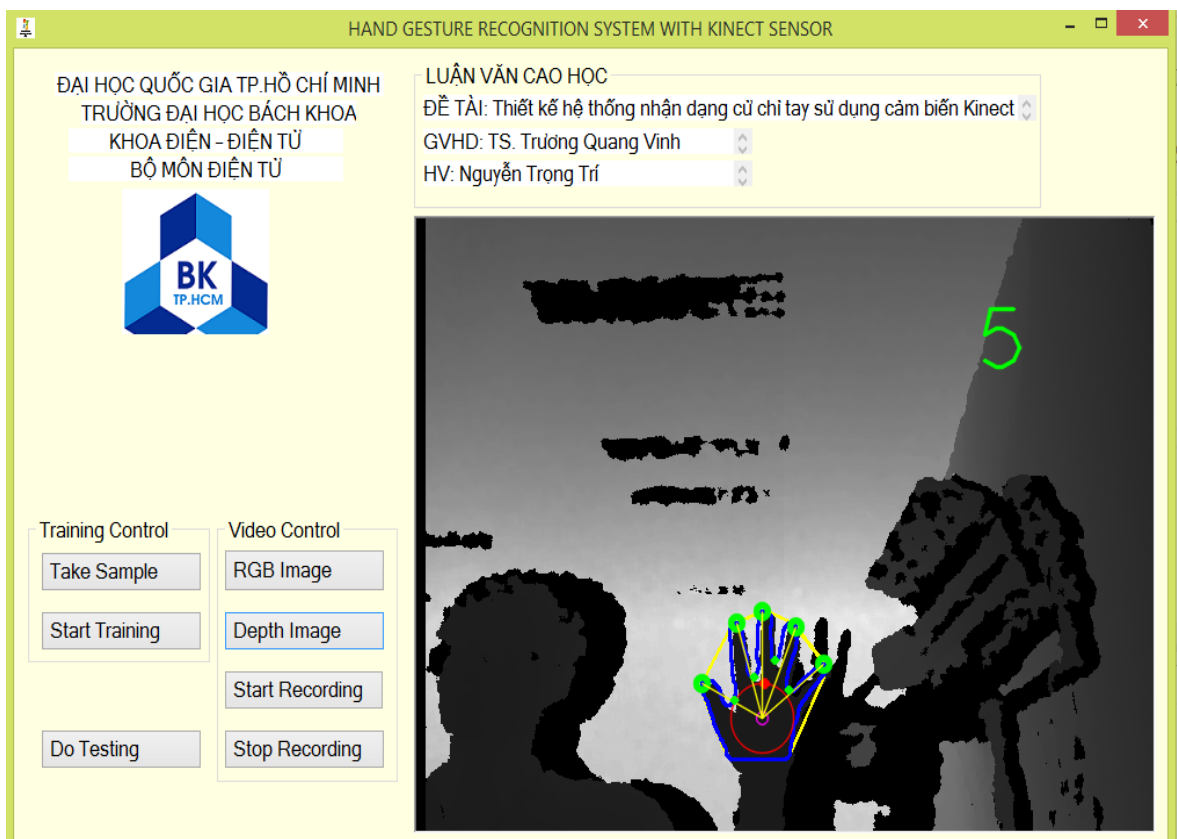 HAND GESTURE RECOGNITION SYSTEM WITH KINECT SENSOR
ĐẠI HỌC QUỐC GIA TP.HỒ CHÍ MINH
TRƯỜNG ĐẠI HỌC BÁCH KHOA
KHOA ĐIỆN – ĐIỆN TỬ
BỘ MÔN ĐIỆN TỬ
BK
TP.HCM
LUẬN VĂN CAO HỌC
ĐỀ TÀI: Thiết kế hệ thống nhận dạng cử chỉ tay sử dụng cảm biến Kinect
GVHD: TS. Trương Quang Vinh
HV: Nguyễn Trọng Trí
5
Training Control
Take Sample
Start Training
Do Testing
Video Control
RGB Image
Depth Image
Start Recording
Stop Recording